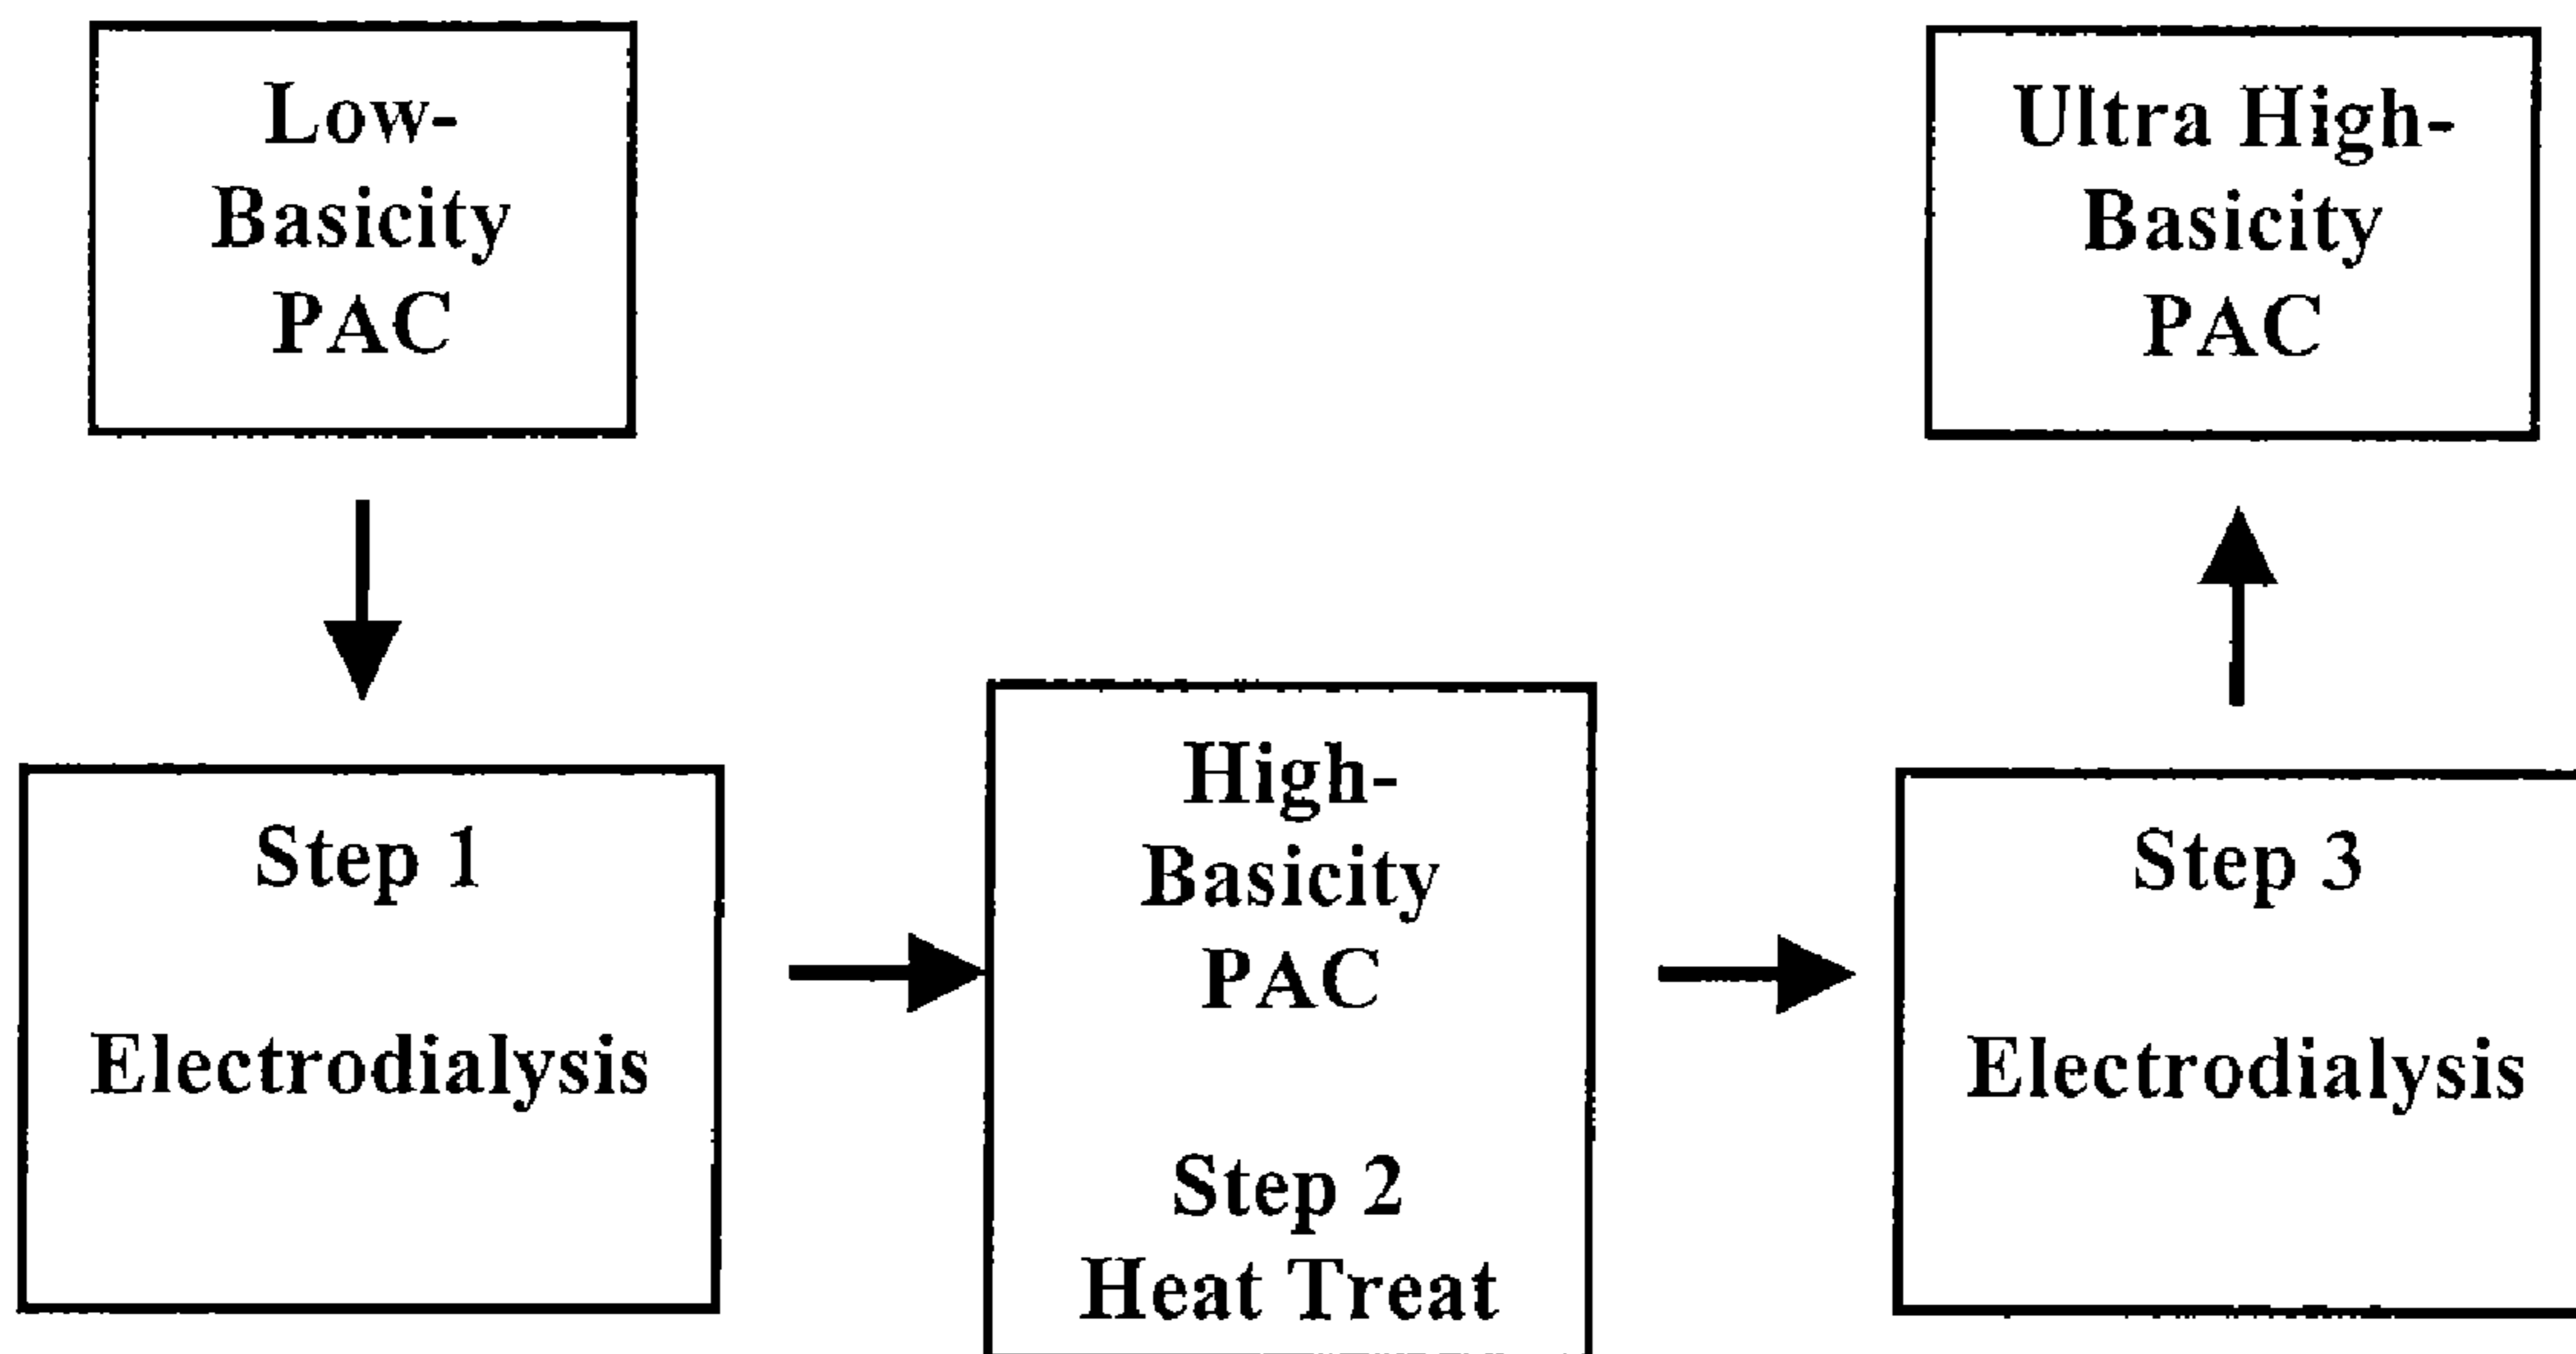 Low-
Basicity
PAC
Step 1
Electrodialysis
High-
Basicity
PAC
Step 2
Heat Treat
Step 3
Electrodialysis
Ultra High-
Basicity
PAC